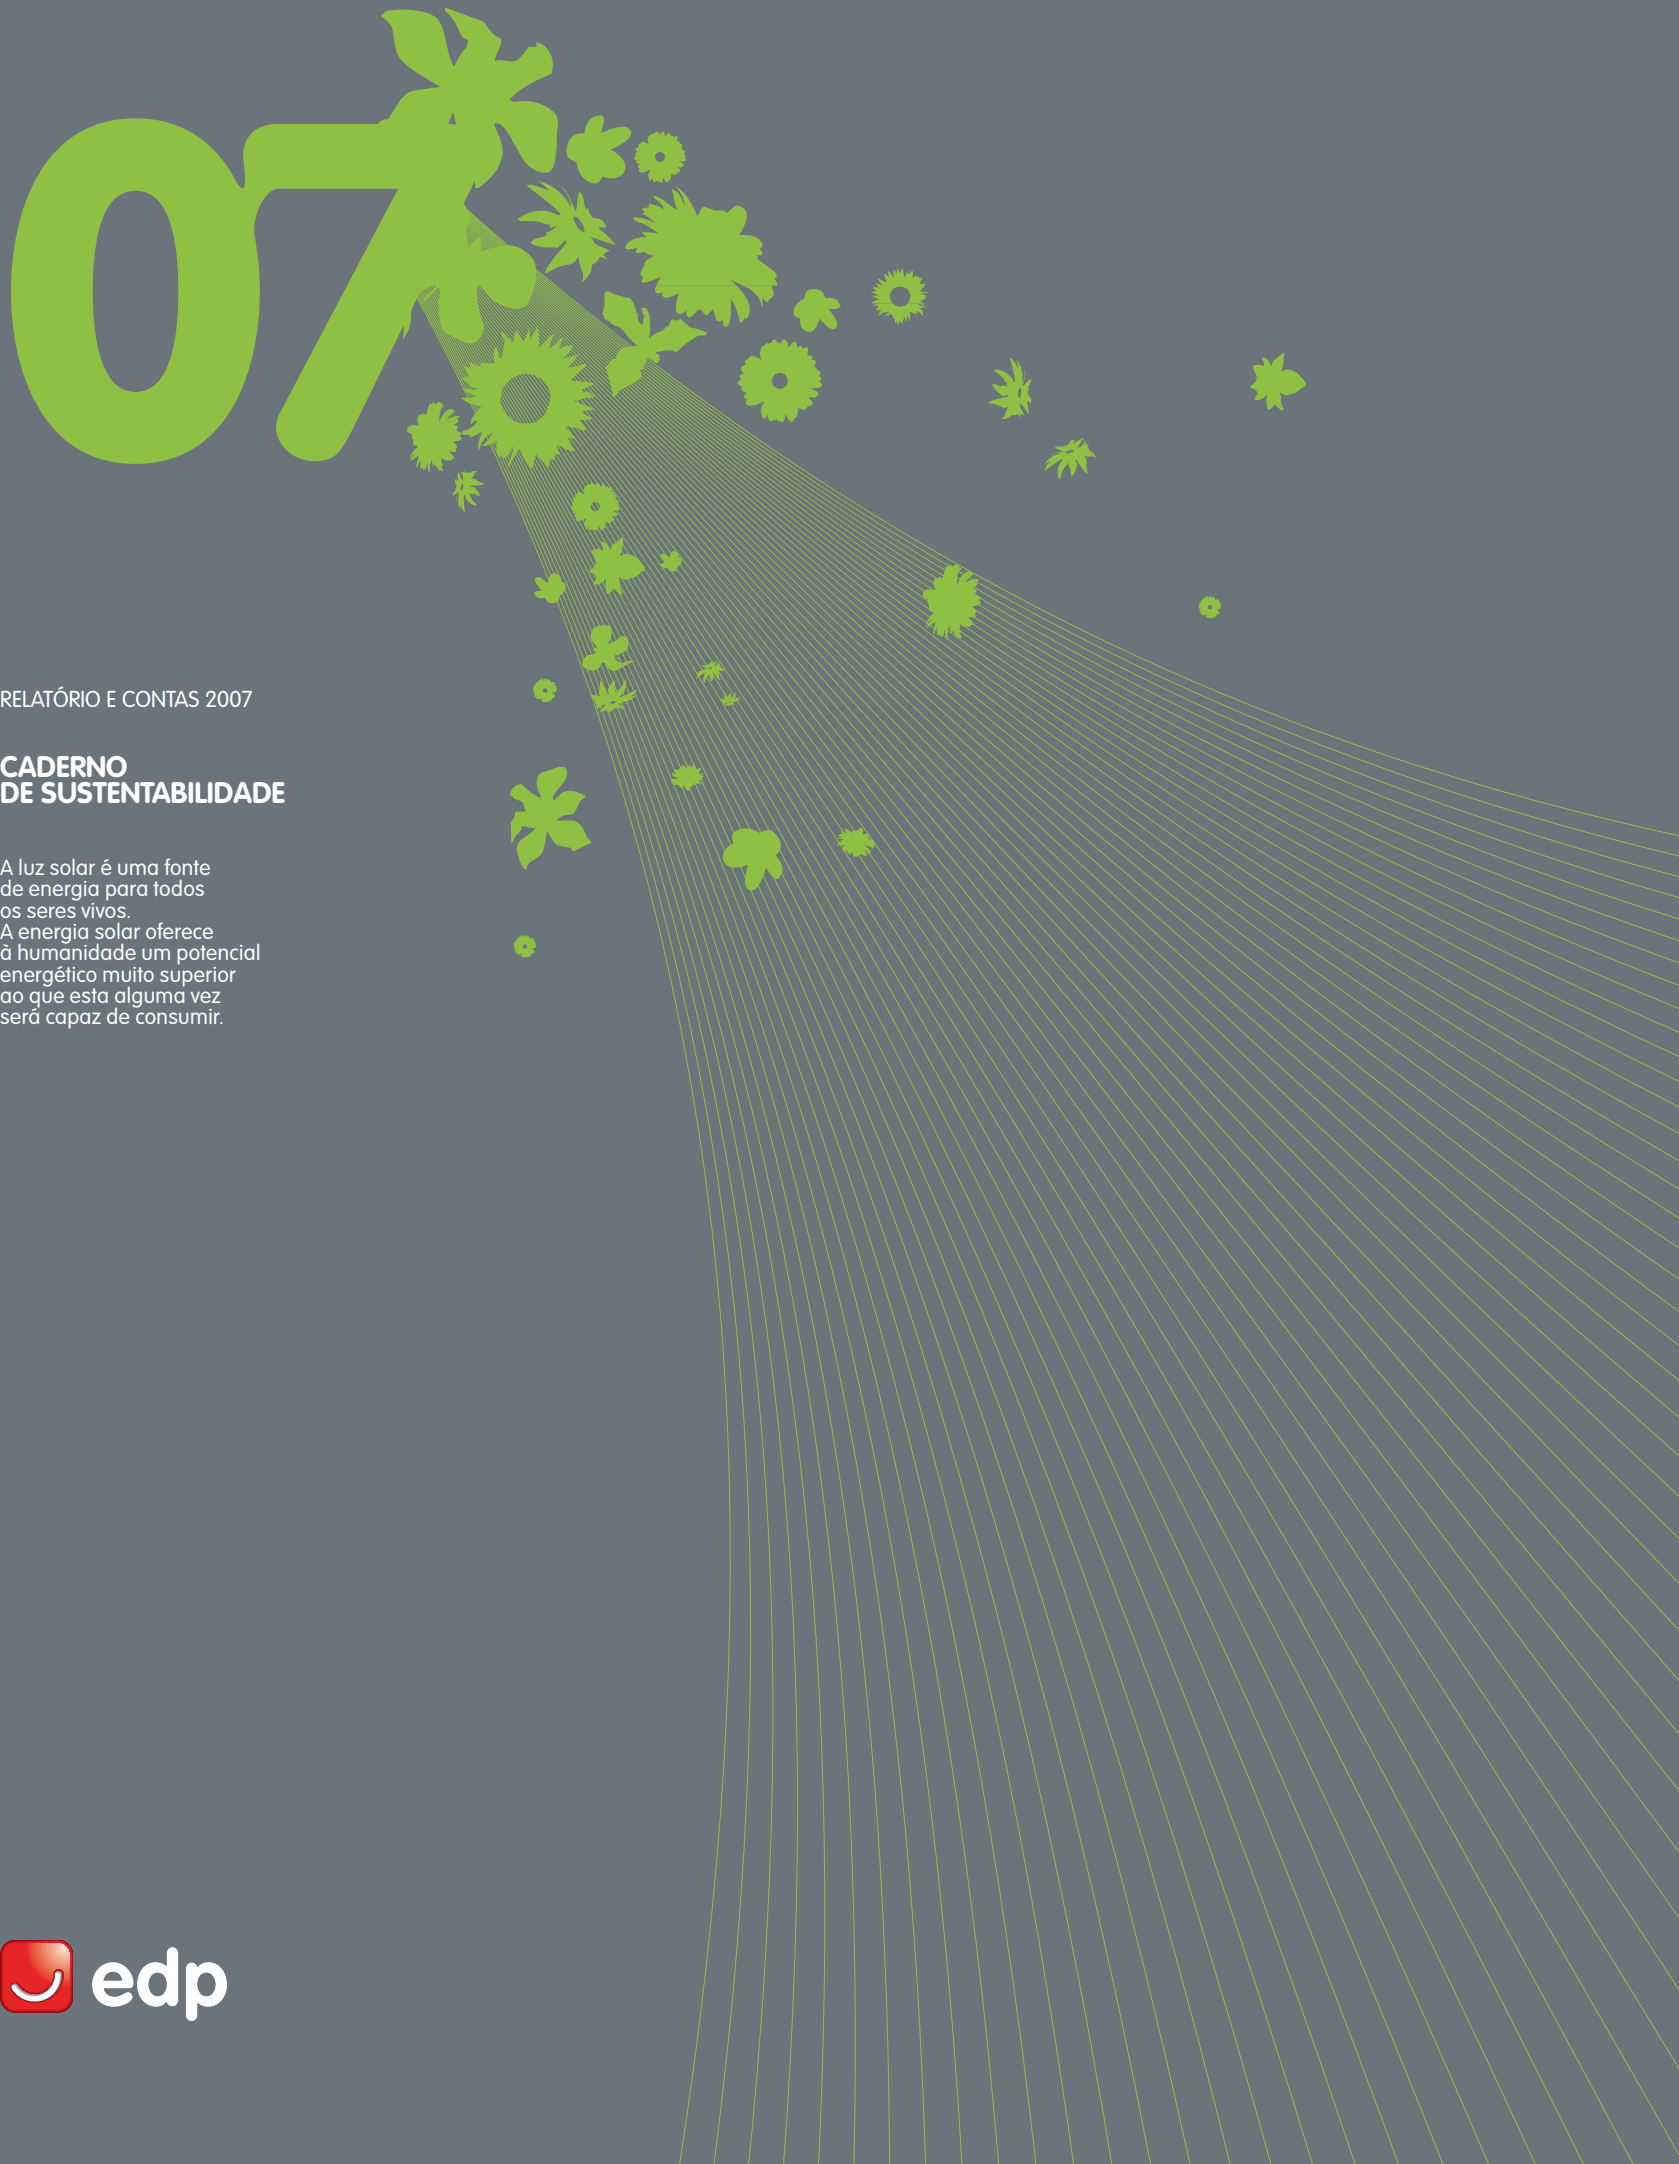 07
RELATÓRIO E CONTAS 2007
CADERNO
DE SUSTENTABILIDADE
A luz solar é uma fonte
de energia para todos
os seres vivos.
A energia solar oferece
à humanidade um potencial
energético muito superior
ao que esta alguma vez
será capaz de consumir.
edp